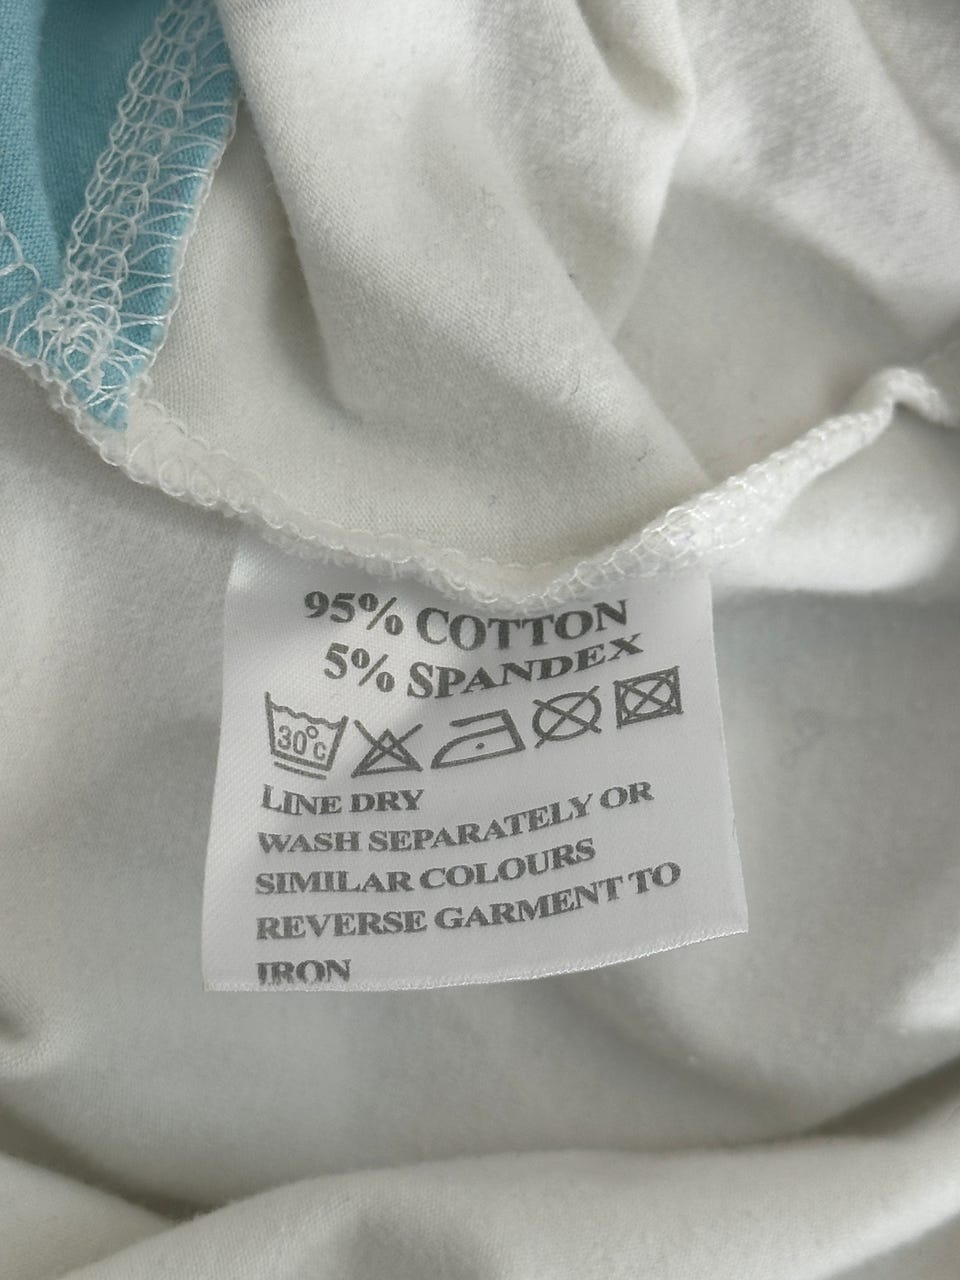 95% COTTON
5% SPANDEX
30°C
LINE DRY
WASH SEPARATELY OR
SIMILAR COLOURS
REVERSE GARMENT TO
IRON